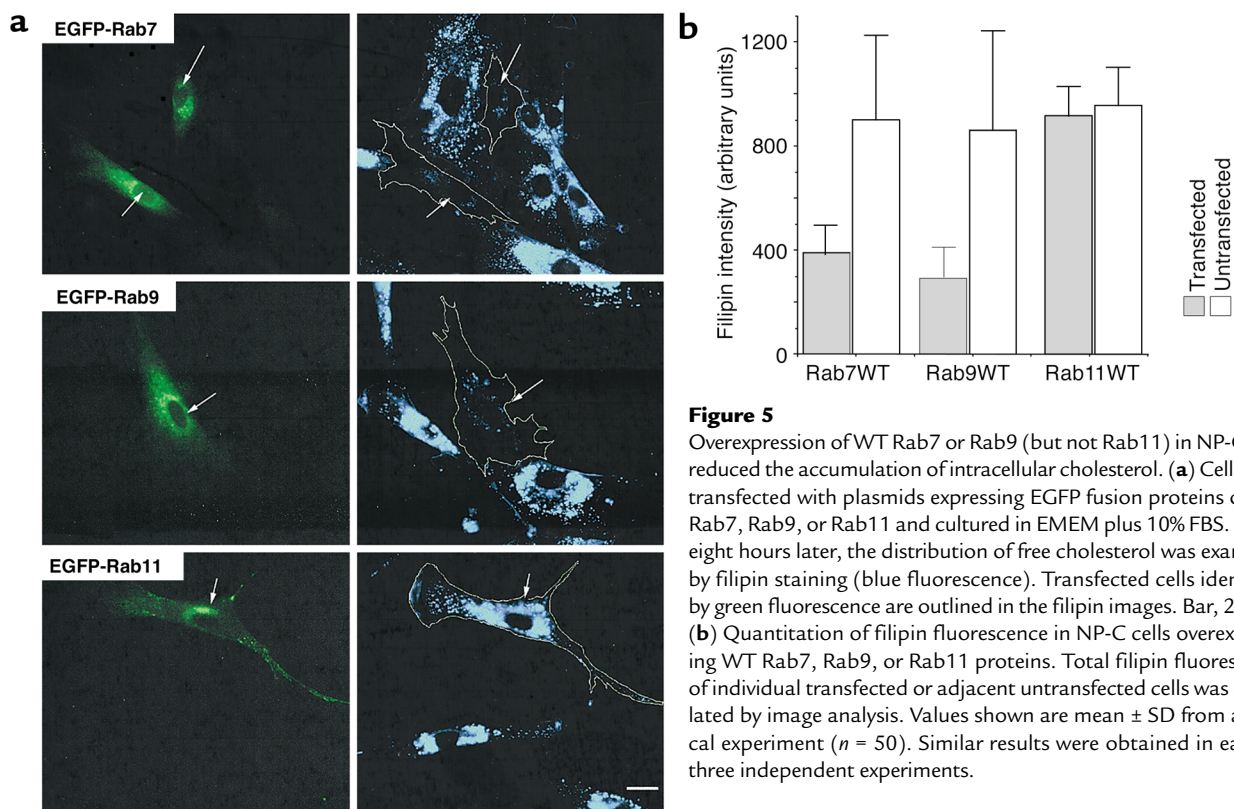 a
EGFP-Rab7
EGFP-Rab9
EGFP-Rab11
b
Filipin intensity (arbitrary units)
1200
800
400
0
Rab7WT Rab9WT Rab11WT
Transfected
Untransfected
Figure 5
Overexpression of WT Rab7 or Rab9 (but not Rab11) in NP-C
reduced the accumulation of intracellular cholesterol. (a) Cell
transfected with plasmids expressing EGFP fusion proteins
Rab7, Rab9, or Rab11 and cultured in EMEM plus 10% FBS.
eight hours later, the distribution of free cholesterol was exam
by filipin staining (blue fluorescence). Transfected cells iden
by green fluorescence are outlined in the filipin images. Bar, 2
(b) Quantitation of filipin fluorescence in NP-C cells overex
ing WT Rab7, Rab9, or Rab11 proteins. Total filipin fluores
of individual transfected or adjacent untransfected cells was
lated by image analysis. Values shown are mean ± SD from a
cal experiment (n = 50). Similar results were obtained in ea
three independent experiments.